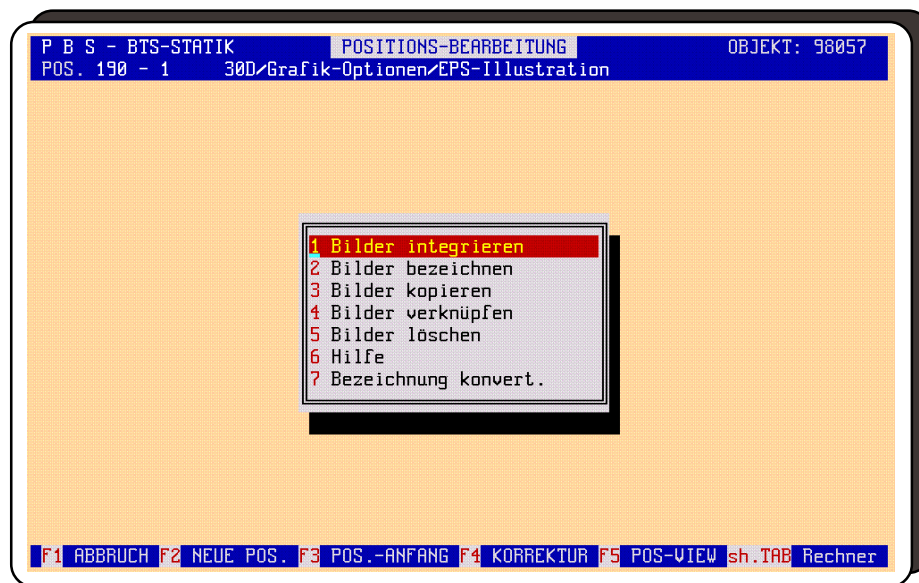 P B S - BTS-STATIK POSITIONS-BEARBEITUNG OBJEKT: 98057
POS. 190 - 1 30D/Grafik-Optionen/EPS-Illustration
1 Bilder integrieren
2 Bilder bezeichnen
3 Bilder kopieren
4 Bilder verknüpfen
5 Bilder löschen
6 Hilfe
7 Bezeichnung konvert.
F1 ABBRUCH F2 NEUE POS. F3 POS.-ANFANG F4 KORREKTUR F5 POS-VIEW sh.TAB Rechner